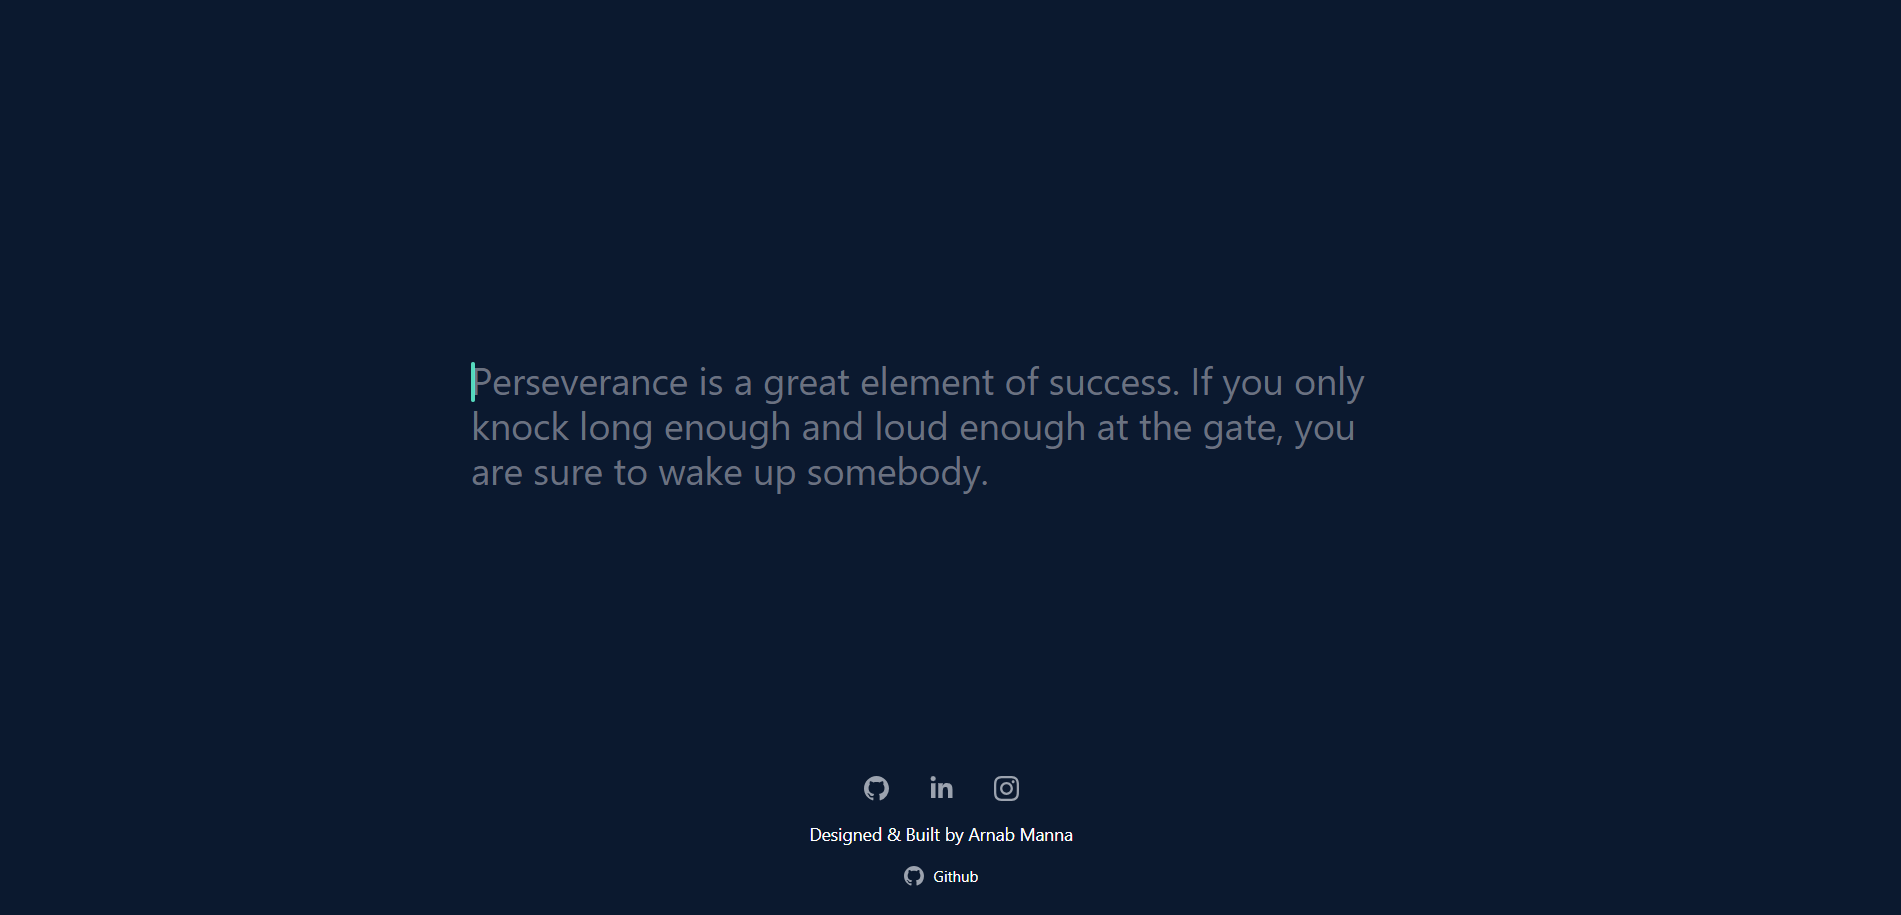 Perseverance is a great element of success. If you only
knock long enough and loud enough at the gate, you
are sure to wake up somebody.
Designed & Built by Arnab Manna
Github